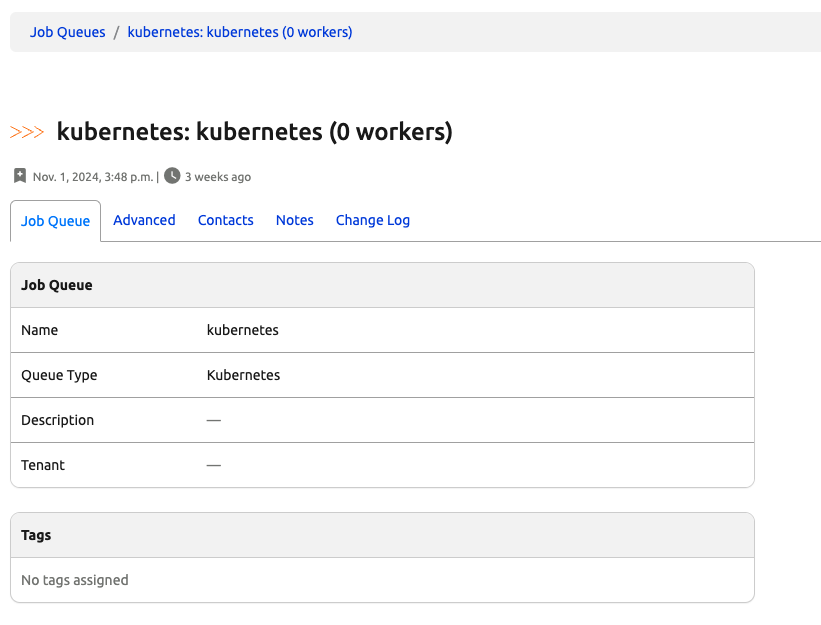 Job Queues / kubernetes: kubernetes (0 workers)
>>> kubernetes: kubernetes (0 workers)
Nov. 1, 2024, 3:48 p.m. | 3 weeks ago
Job Queue Advanced Contacts Notes Change Log
Job Queue
Name kubernetes
Queue Type Kubernetes
Description —
Tenant —
Tags
No tags assigned